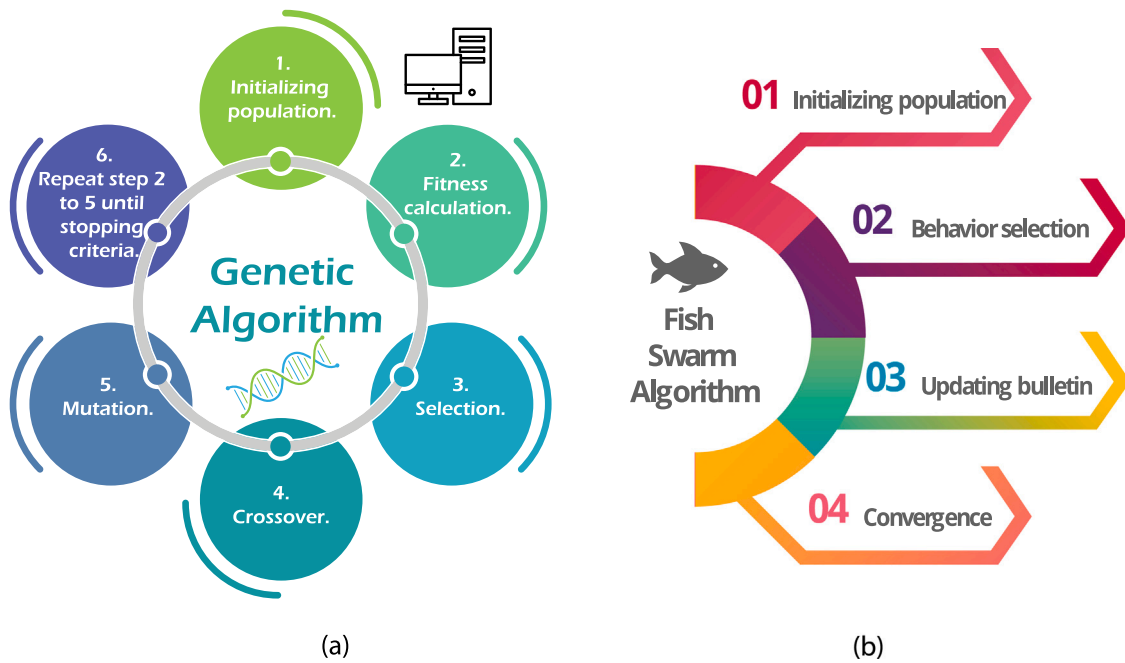 1.
Initializing
population.
2.
Fitness
calculation.
3.
Selection.
4.
Crossover.
5.
Mutation.
6.
Repeat step 2
to 5 until
stopping
criteria.
Genetic
Algorithm
(a)
01 Initializing population
02 Behavior selection
03 Updating bulletin
04 Convergence
Fish
Swarm
Algorithm
(b)